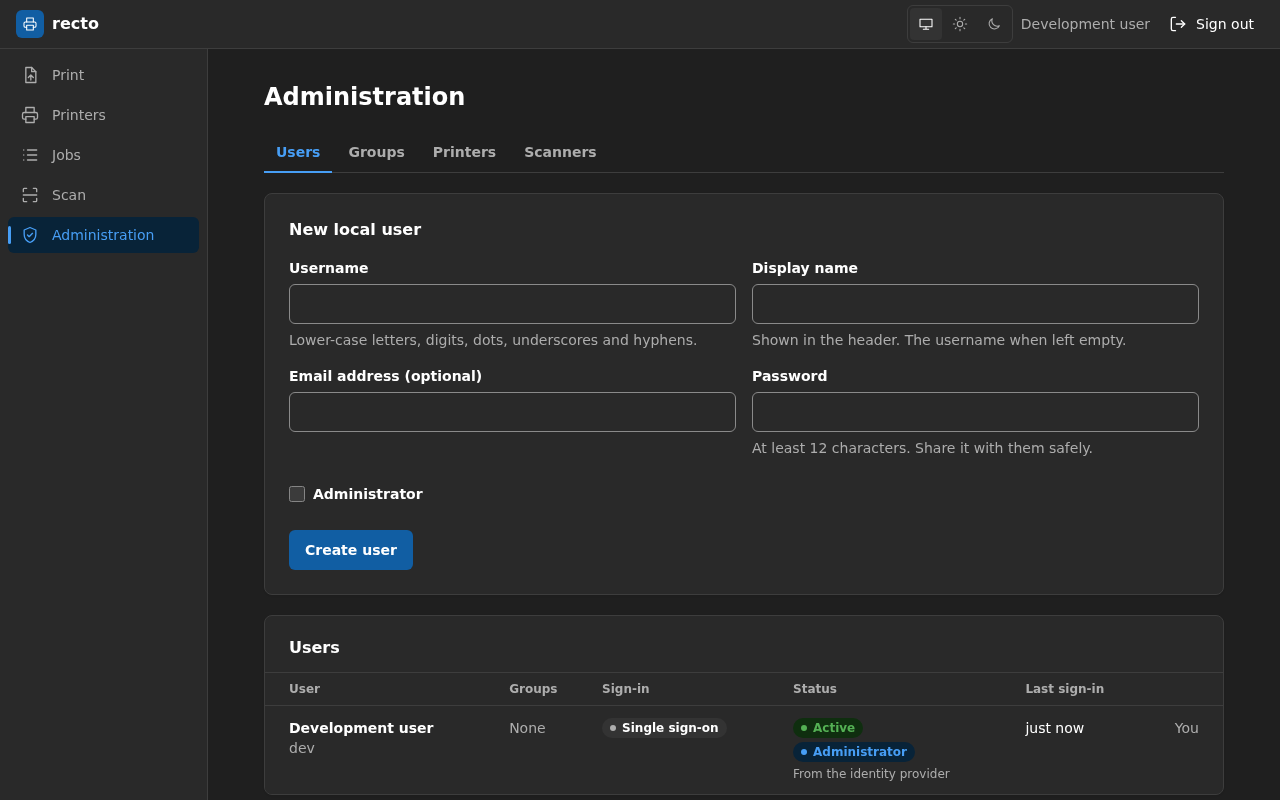 recto
Development user
Sign out
Print
Printers
Jobs
Scan
Administration
Administration
Users Groups Printers Scanners
New local user
Username Display name
Lower-case letters, digits, dots, underscores and hyphens. Shown in the header. The username when left empty.
Email address (optional) Password
At least 12 characters. Share it with them safely.
Administrator
Create user
Users
User Groups Sign-in Status Last sign-in
Development user None Single sign-on Active just now You
dev Administrator
From the identity provider